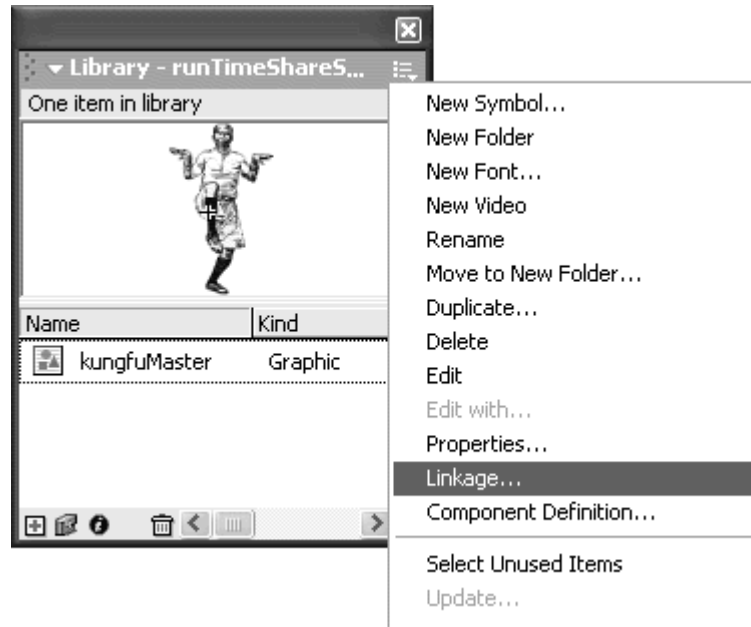 Library - runTimeShareS...
One item in library
Name Kind
kungfuMaster Graphic
New Symbol...
New Folder
New Font...
New Video
Rename
Move to New Folder...
Duplicate...
Delete
Edit
Edit with...
Properties...
Linkage...
Component Definition...
Select Unused Items
Update...